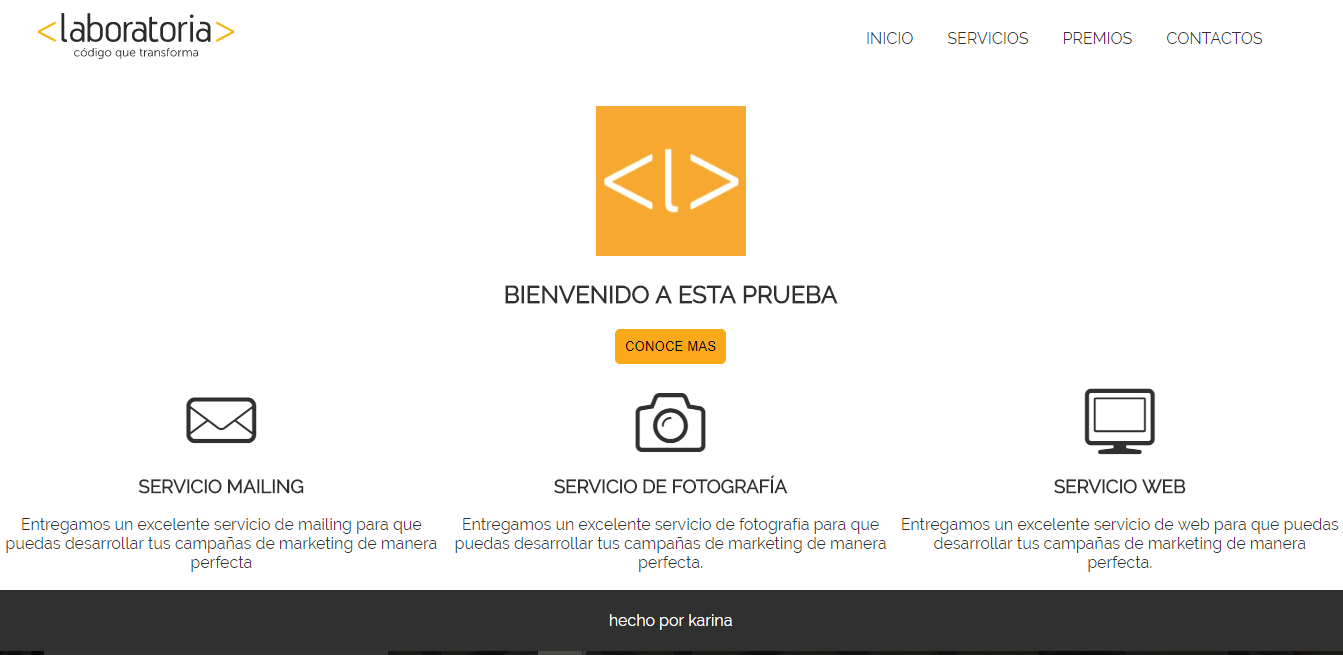 <laboratoria>
código que transforma
INICIO SERVICIOS PREMIOS CONTACTOS
<l>
BIENVENIDO A ESTA PRUEBA
CONOCE MAS
SERVICIO MAILING
Entregamos un excelente servicio de mailing para que
puedas desarrollar tus campañas de marketing de manera
perfecta
SERVICIO DE FOTOGRAFÍA
Entregamos un excelente servicio de fotografia para que
puedas desarrollar tus campañas de marketing de manera
perfecta.
SERVICIO WEB
Entregamos un excelente servicio de web para que puedas
desarrollar tus campañas de marketing de manera
perfecta.
hecho por karina